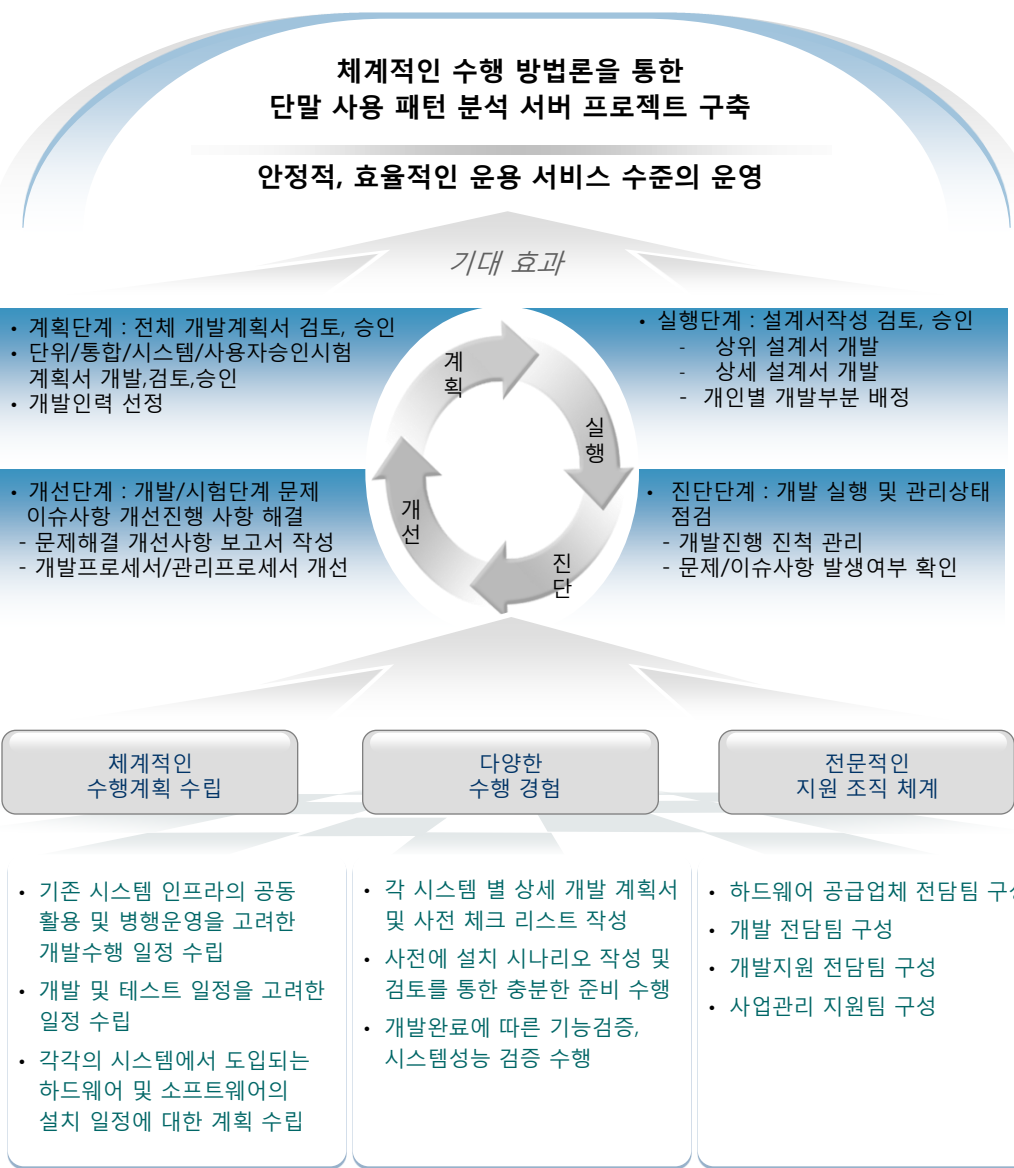 체계적인 수행 방법론을 통한
단말 사용 패턴 분석 서버 프로젝트 구축
안정적, 효율적인 운용 서비스 수준의 운영
기대 효과
• 계획단계 : 전체 개발계획서 검토, 승인
• 단위/통합/시스템/사용자승인시험
계획서 개발,검토,승인
• 개발인력 선정
• 실행단계 : 설계서작성 검토, 승인
- 상위 설계서 개발
- 상세 설계서 개발
- 개인별 개발부분 배정
계
획
실
행
진
단
개
선
• 개선단계 : 개발/시험단계 문제
이슈사항 개선진행 사항 해결
- 문제해결 개선사항 보고서 작성
- 개발프로세서/관리프로세서 개선
• 진단단계 : 개발 실행 및 관리상태
점검
- 개발진행 진척 관리
- 문제/이슈사항 발생여부 확인
체계적인
수행계획 수립
다양한
수행 경험
전문적인
지원 조직 체계
• 기존 시스템 인프라의 공동
활용 및 병행운영을 고려한
개발수행 일정 수립
• 개발 및 테스트 일정을 고려한
일정 수립
• 각각의 시스템에서 도입되는
하드웨어 및 소프트웨어의
설치 일정에 대한 계획 수립
• 각 시스템 별 상세 개발 계획서
및 사전 체크 리스트 작성
• 사전에 설치 시나리오 작성 및
검토를 통한 충분한 준비 수행
• 개발완료에 따른 기능검증,
시스템성능 검증 수행
• 하드웨어 공급업체 전담팀
• 개발 전담팀 구성
• 개발지원 전담팀 구성
• 사업관리 지원팀 구성